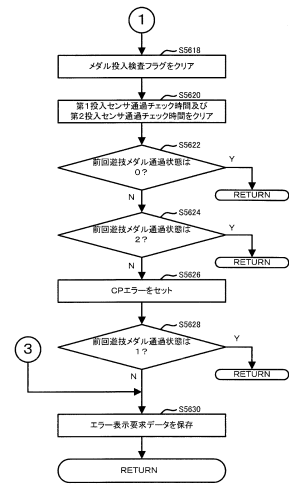 1
S5618
メダル投入検査フラグをクリア
S5620
第1投入センサ通過チェック時間及び
第2投入センサ通過チェック時間をクリア
S5622
前回遊技メダル通過状態は
0?
Y
RETURN
N
S5624
前回遊技メダル通過状態は
2?
Y
RETURN
N
S5626
CPエラーをセット
S5628
前回遊技メダル通過状態は
1?
Y
RETURN
3
N
S5630
エラー表示要求データを保存
RETURN